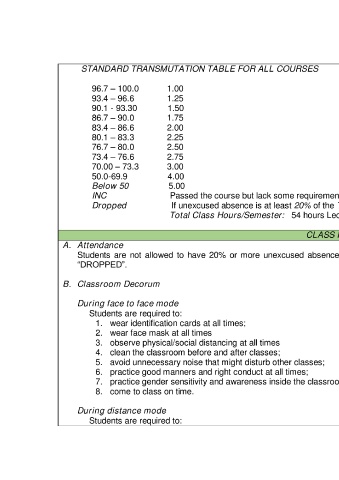 STANDARD TRANSMUTATION TABLE FOR ALL COURSES
96.7 – 100.0 1.00
93.4 – 96.6 1.25
90.1 - 93.30 1.50
86.7 – 90.0 1.75
83.4 – 86.6 2.00
80.1 – 83.3 2.25
76.7 – 80.0 2.50
73.4 – 76.6 2.75
70.00 – 73.3 3.00
50.0-69.9 4.00
Below 50 5.00
INC Passed the course but lack some requiremen
Dropped If unexcused absence is at least 20% of the
Total Class Hours/Semester: 54 hours Lec
CLASS
A. Attendance
Students are not allowed to have 20% or more unexcused absence
“DROPPED”.
B. Classroom Decorum
During face to face mode
Students are required to:
1. wear identification cards at all times;
2. wear face mask at all times
3. observe physical/social distancing at all times
4. clean the classroom before and after classes;
5. avoid unnecessary noise that might disturb other classes;
6. practice good manners and right conduct at all times;
7. practice gender sensitivity and awareness inside the classroo
8. come to class on time.
During distance mode
Students are required to: